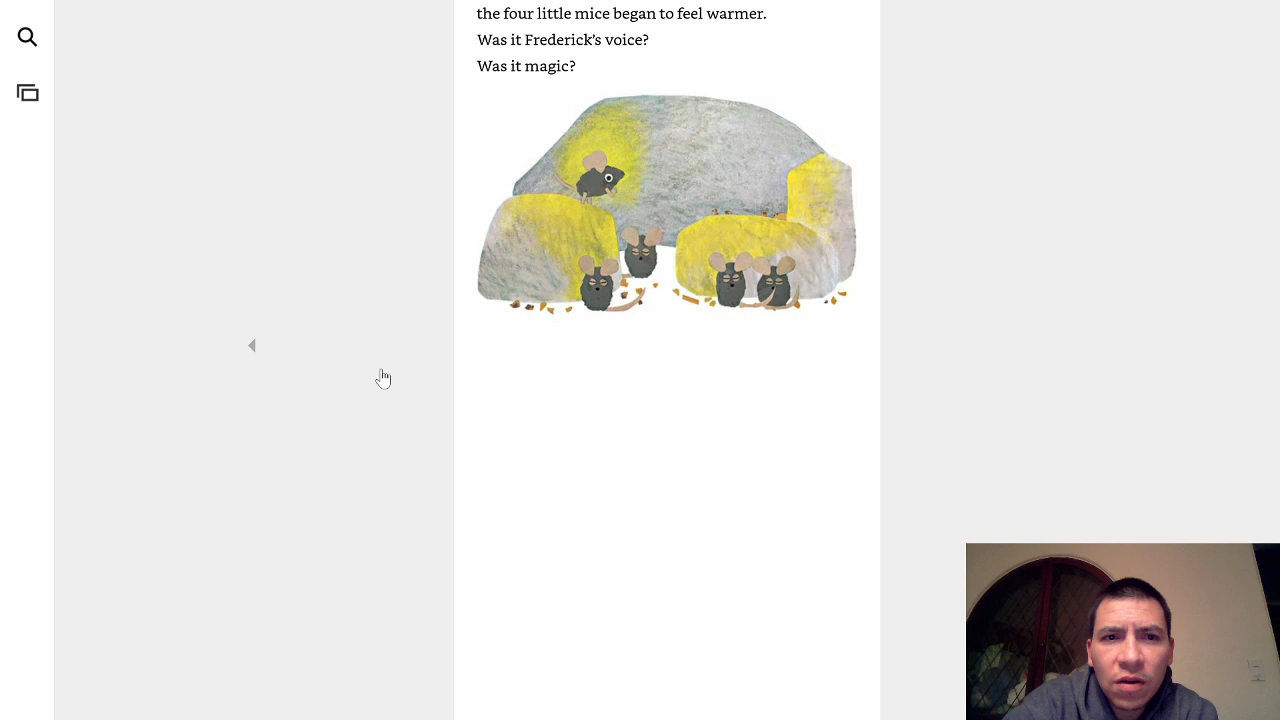 the four little mice began to feel warmer.
Was it Frederick's voice?
Was it magic?